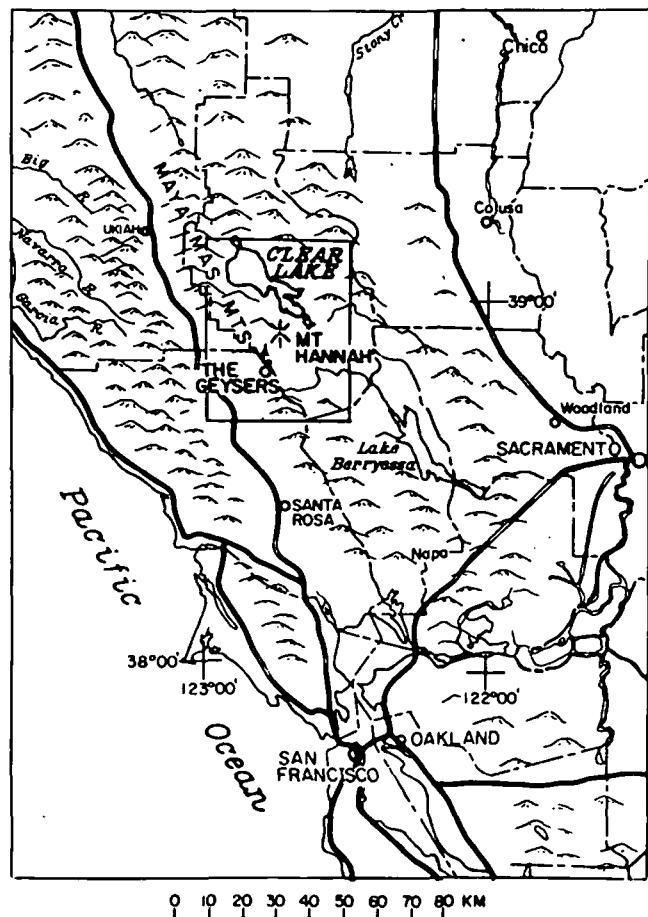 Stony Cr
Chico
Big
R
MAYAMAS MTS
UKIAH
Colusa
Navarro
R
CLEAR
LAKE
Garcia
R
39°00'
MT
HANNAH
THE
GEYSERS
Woodland
SACRAMENTO
Lake
Berryessa
SANTA
ROSA
Pacific
Napa
38°00'
123°00'
122°00'
Ocean
OAKLAND
SAN
FRANCISCO
0 10 20 30 40 50 60 70 80 KM